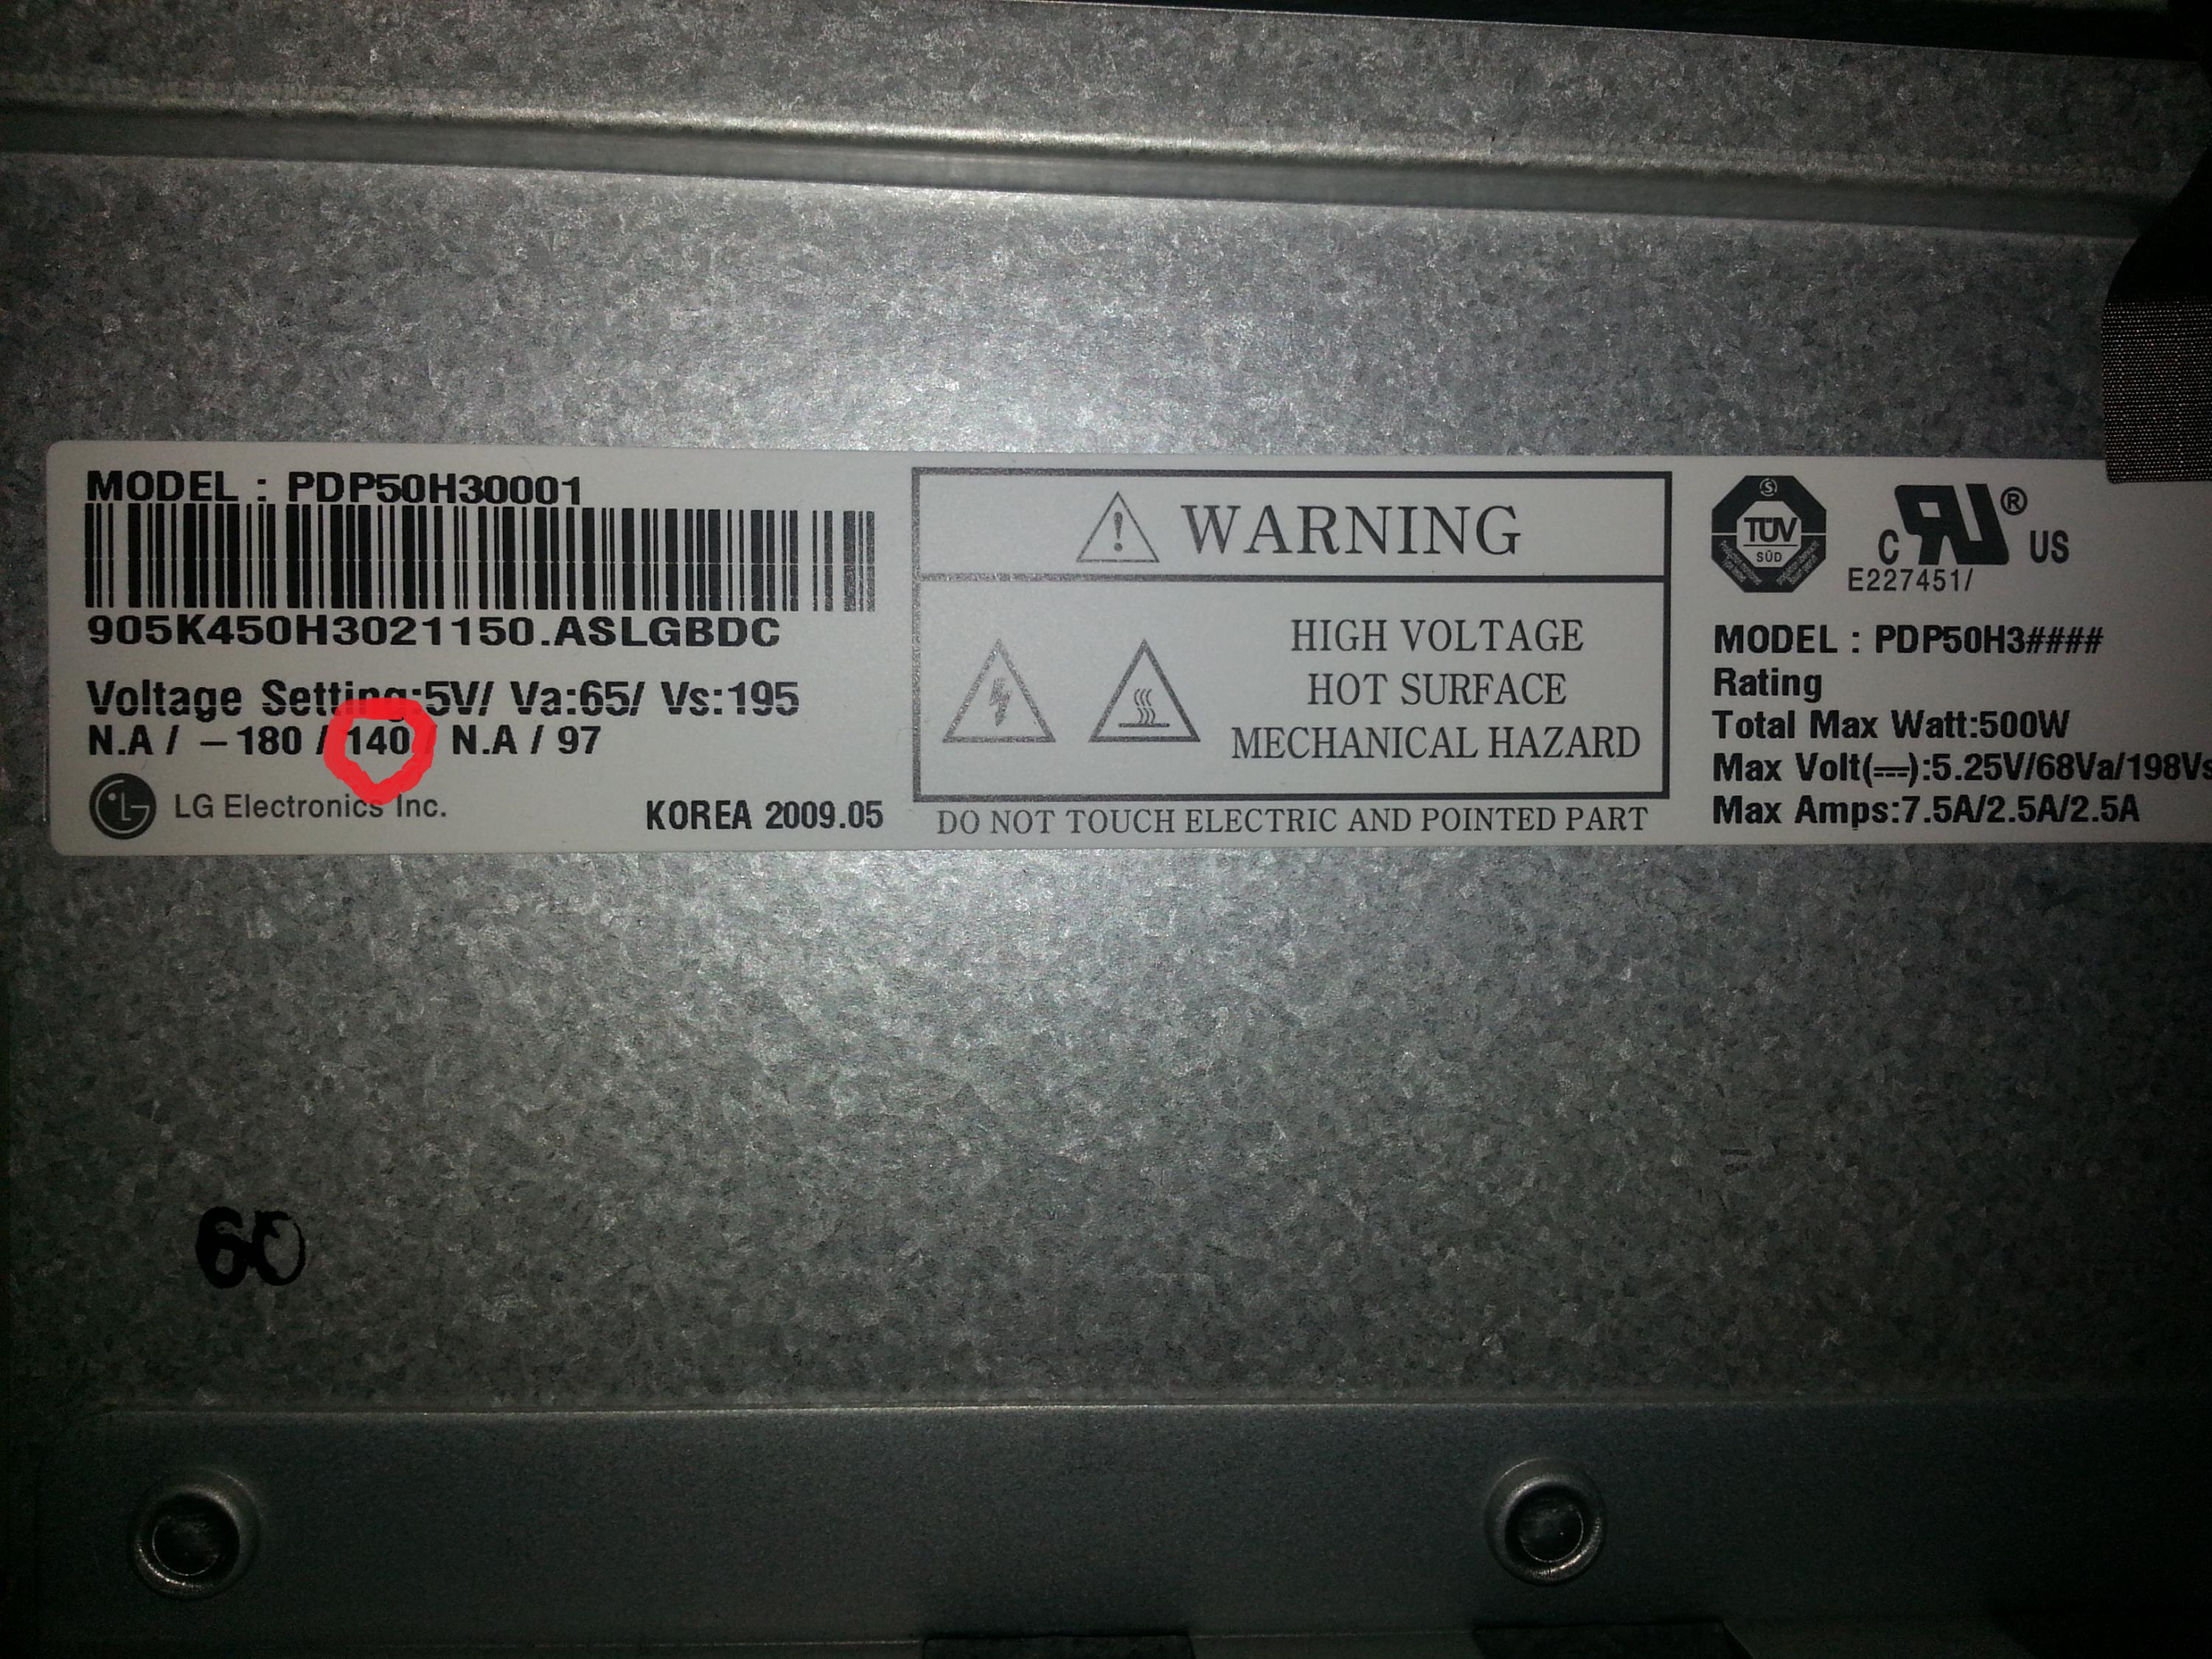 MODEL : PDP50H30001
905K450H3021150.ASLGBDC
Voltage Setting:5V/ Va:65/ Vs:195
N.A / -180 / 140 / N.A / 97
LG Electronics Inc.
KOREA 2009.05
WARNING
HIGH VOLTAGE
HOT SURFACE
MECHANICAL HAZARD
DO NOT TOUCH ELECTRIC AND POINTED PART
TÜV
SÜD
C RU ® US
E227451/
MODEL : PDP50H3####
Rating
Total Max Watt:500W
Max Volt(⎓):5.25V/68Va/198Vs
Max Amps:7.5A/2.5A/2.5A
60